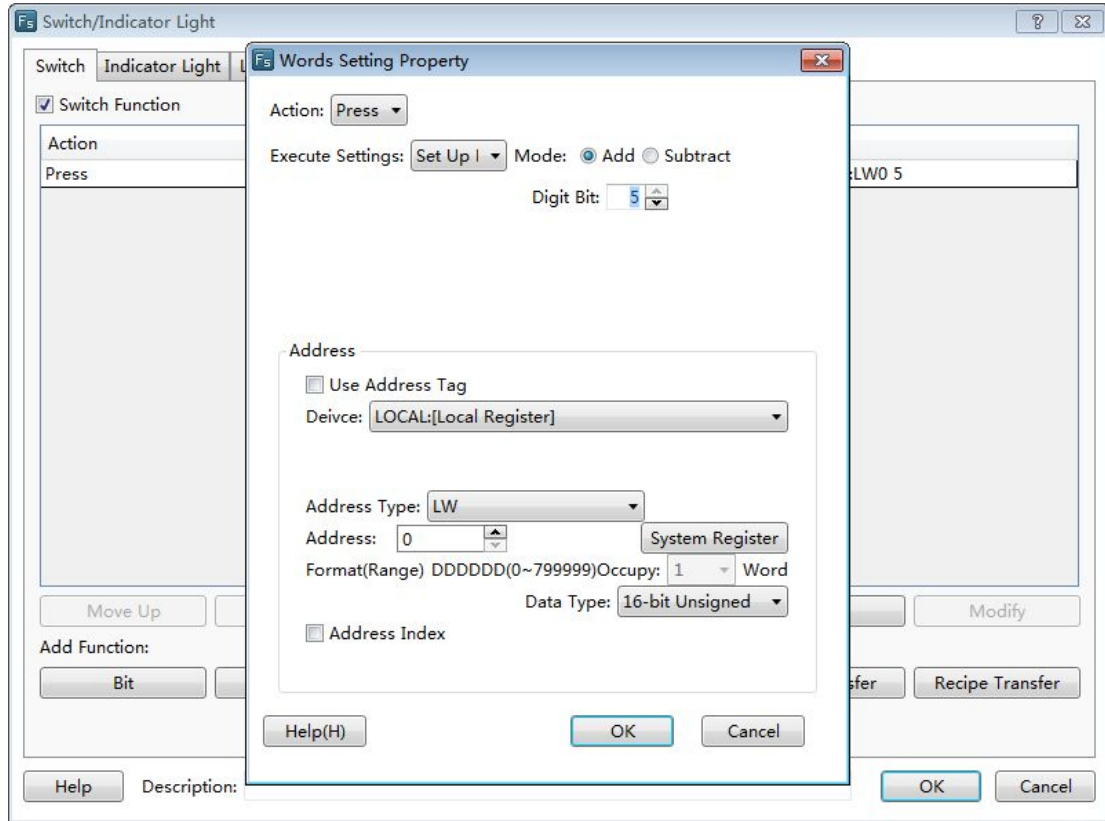 Fs Switch/Indicator Light
Switch Indicator Light
Switch Function
Action
Press
:LW0 5
Move Up
Modify
Add Function:
Bit
sfer
Recipe Transfer
Help
Description:
OK
Cancel
Fs Words Setting Property
Action: Press
Execute Settings: Set Up Mode: Add Subtract
Digit Bit: 5
Address
Use Address Tag
Deivce: LOCAL:[Local Register]
Address Type: LW
Address: 0 System Register
Format(Range) DDDDDD(0~799999)Occupy: 1 Word
Data Type: 16-bit Unsigned
Address Index
Help(H) OK Cancel